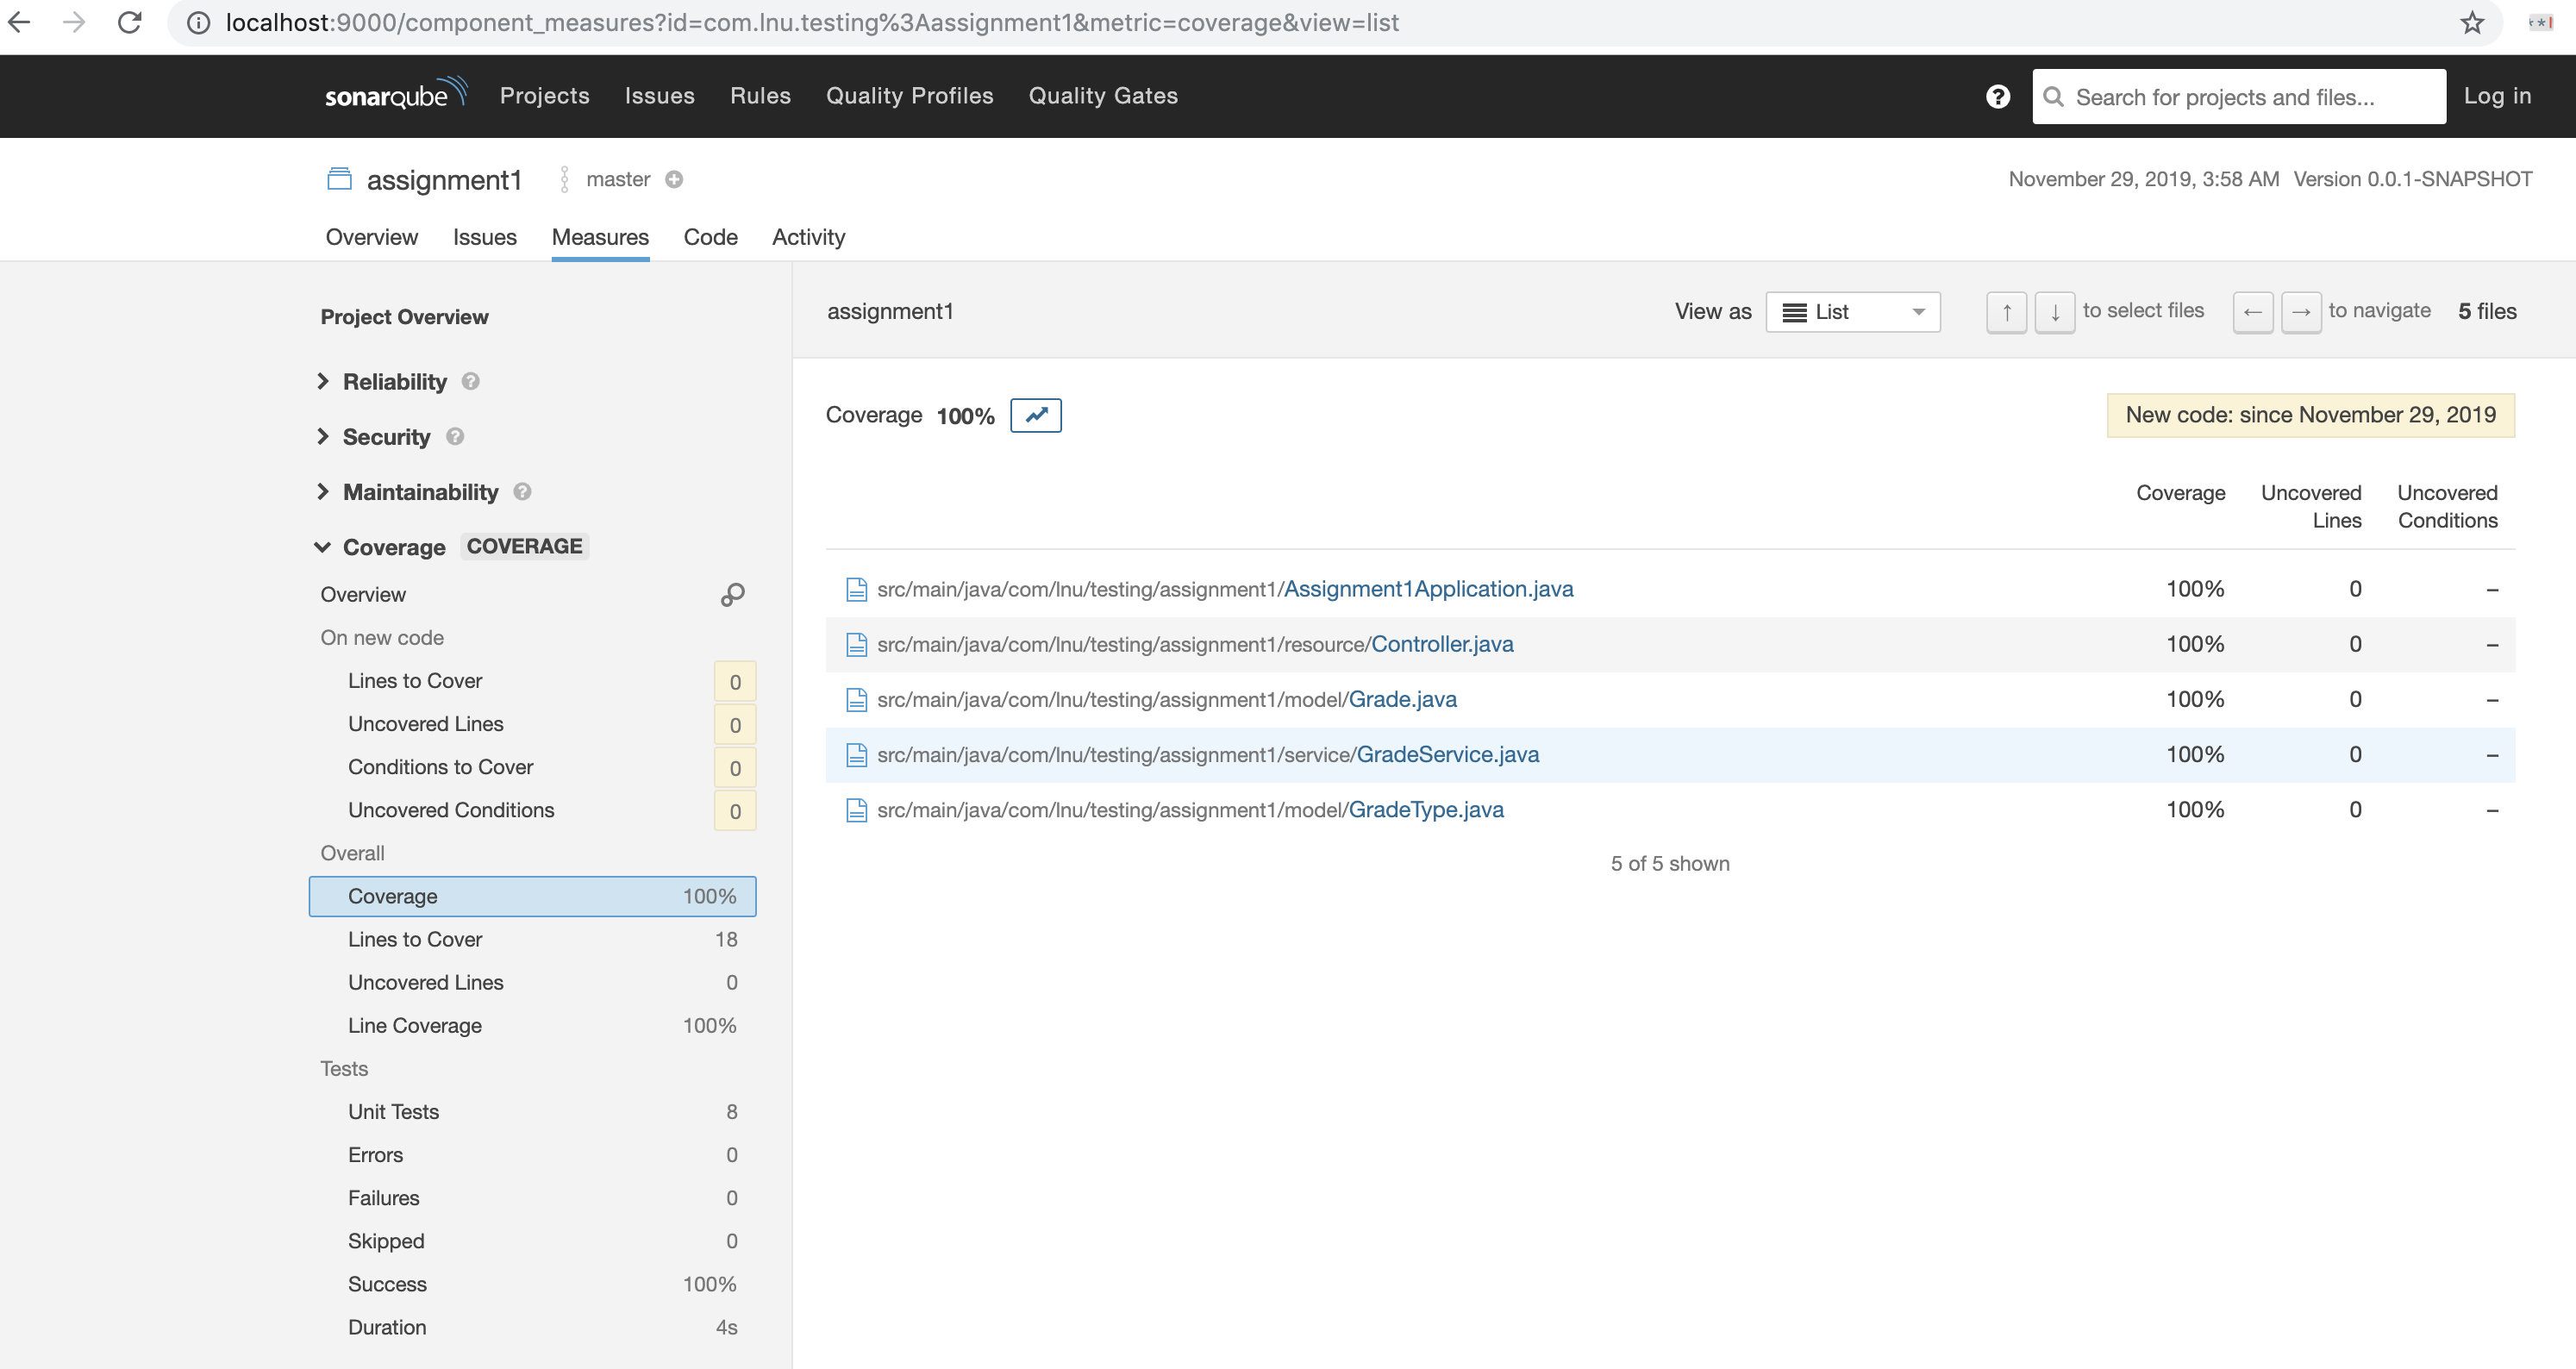 localhost:9000/component_measures?id=com.lnu.testing%3Aassignment1&metric=coverage&view=list
sonarqube Projects Issues Rules Quality Profiles Quality Gates Search for projects and files... Log in
assignment1 master November 29, 2019, 3:58 AM Version 0.0.1-SNAPSHOT
Overview Issues Measures Code Activity
Project Overview
Reliability
Security
Maintainability
Coverage COVERAGE
Overview
On new code
Lines to Cover 0
Uncovered Lines 0
Conditions to Cover 0
Uncovered Conditions 0
Overall
Coverage 100%
Lines to Cover 18
Uncovered Lines 0
Line Coverage 100%
Tests
Unit Tests 8
Errors 0
Failures 0
Skipped 0
Success 100%
Duration 4s
assignment1 View as List ↑ ↓ to select files ← → to navigate 5 files
Coverage 100% New code: since November 29, 2019
Coverage Uncovered Lines Uncovered Conditions
src/main/java/com/lnu/testing/assignment1/Assignment1Application.java 100% 0 –
src/main/java/com/lnu/testing/assignment1/resource/Controller.java 100% 0 –
src/main/java/com/lnu/testing/assignment1/model/Grade.java 100% 0 –
src/main/java/com/lnu/testing/assignment1/service/GradeService.java 100% 0 –
src/main/java/com/lnu/testing/assignment1/model/GradeType.java 100% 0 –
5 of 5 shown